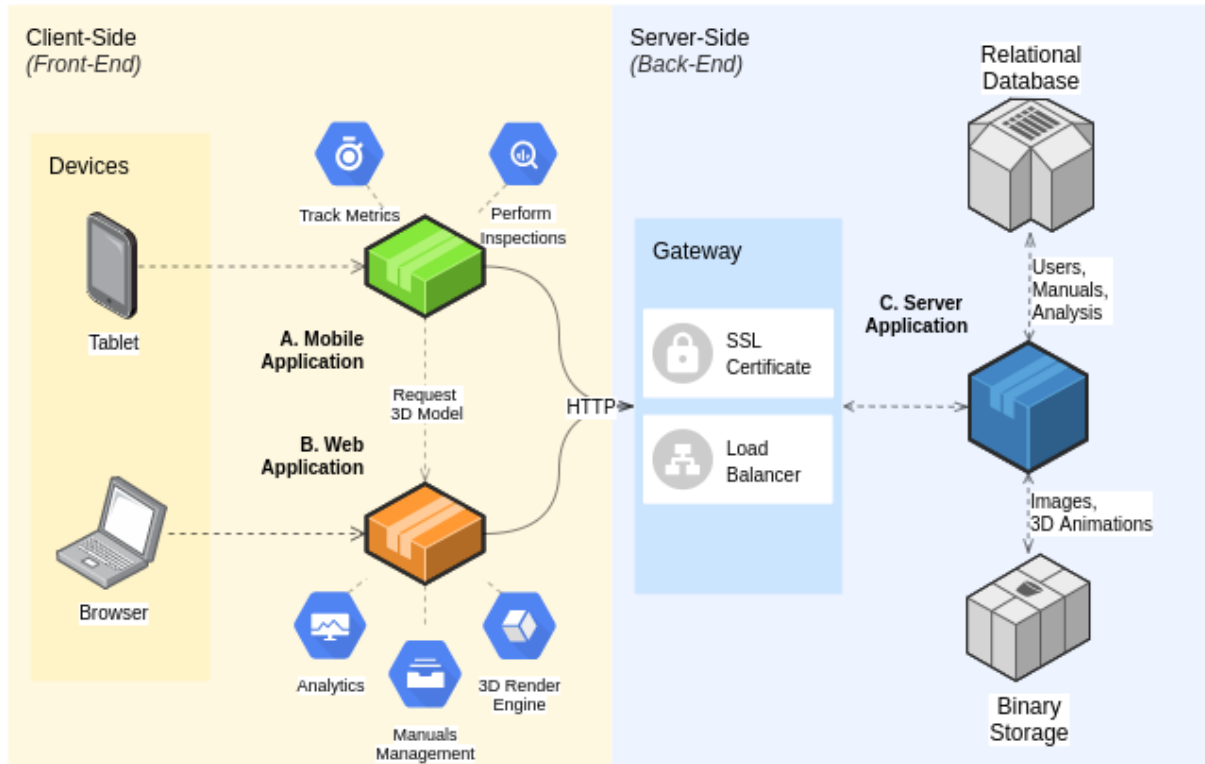 Client-Side
(Front-End)
Server-Side
(Back-End)
Relational
Database
Devices
Track Metrics
Perform
Inspections
Gateway
Tablet
A. Mobile
Application
Request
3D Model
HTTP
SSL
Certificate
Load
Balancer
C. Server
Application
Users,
Manuals,
Analysis
B. Web
Application
Images,
3D Animations
Browser
Analytics
Manuals
Management
3D Render
Engine
Binary
Storage